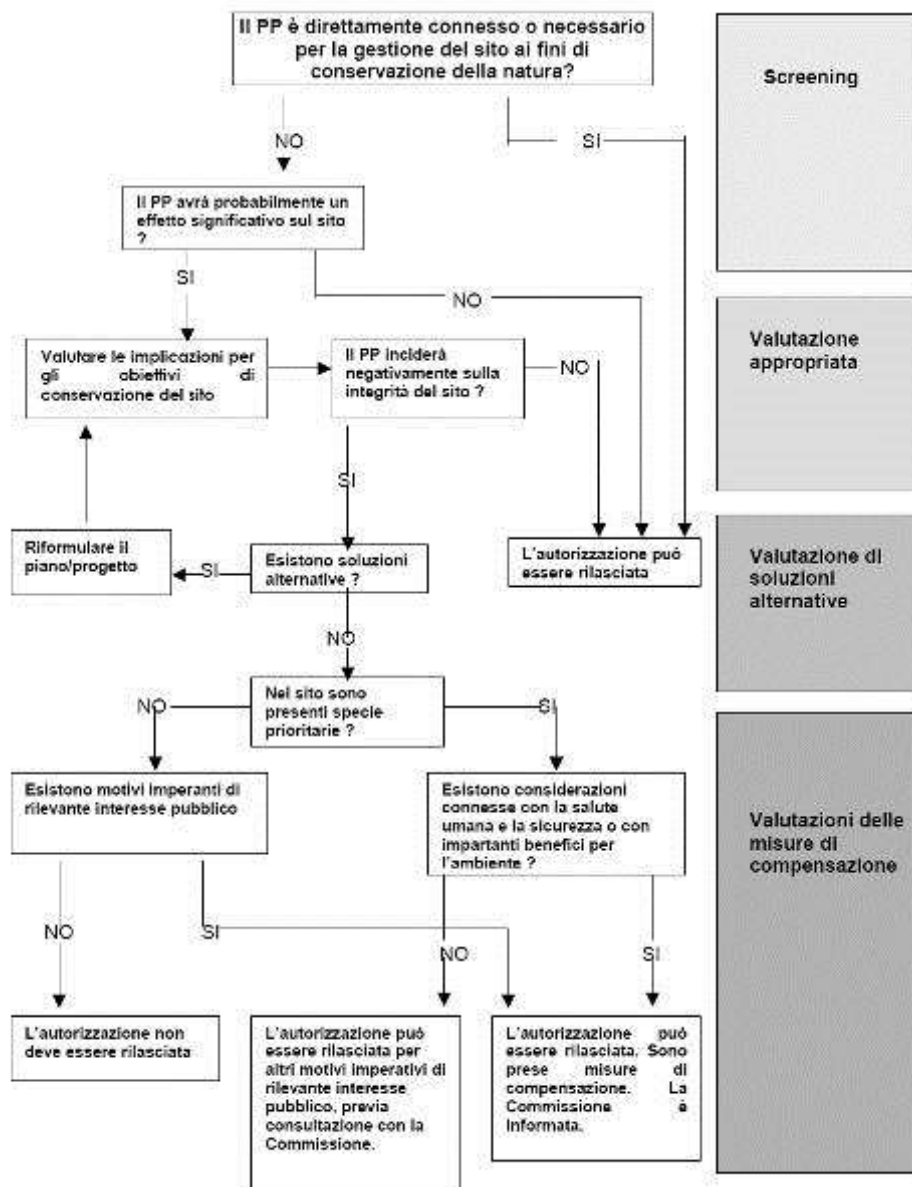 Il PP è direttamente connesso o necessario
per la gestione del sito ai fini di
conservazione della natura?
Screening
NO
SI
Il PP avrà probabilmente un
effetto significativo sul sito
?
SI
NO
Valutazione
appropriata
Valutare le implicazioni per
gli obiettivi di
conservazione del sito
Il PP inciderà
negativamente sulla
integrità del sito ?
NO
SI
Riformulare il
piano/progetto
SI
Esistono soluzioni
alternative ?
L'autorizzazione può
essere rilasciata
Valutazione di
soluzioni
alternative
NO
Nel sito sono
presenti specie
prioritarie ?
NO
SI
Esistono motivi imperanti di
rilevante interesse pubblico
Esistono considerazioni
connesse con la salute
umana e la sicurezza o con
impartanti benefici per
l'ambiente ?
Valutazioni delle
misure di
compensazione
NO
SI
NO
SI
L'autorizzazione non
deve essere rilasciata
L'autorizzazione può
essere rilasciata per
altri motivi imperativi di
rilevante interesse
pubblico, previa
consultazione con la
Commissione.
L'autorizzazione può
essere rilasciata. Sono
prese misure di
compensazione. La
Commissione è
Informata.